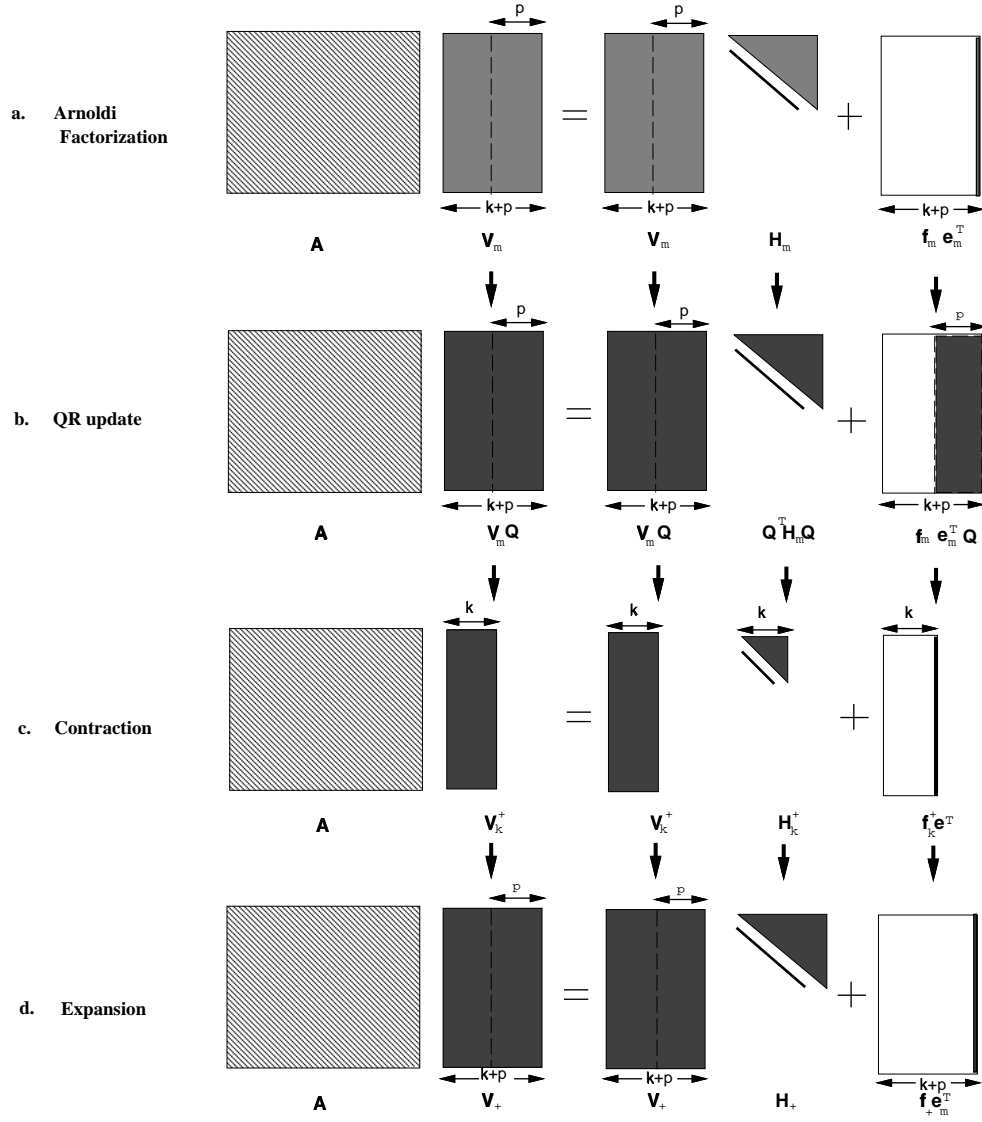 p p
a. Arnoldi
Factorization
= +
k+p k+p k+p
A V_m V_m H_m f_m e_m^T
p p p
b. QR update
= +
k+p k+p k+p
A V_m Q V_m Q Q^T H_m Q f_m e_m^T Q
k k k k
c. Contraction
= +
A V_k^+ V_k^+ H_k^+ f_k^+ e^T
p p
d. Expansion
= +
k+p k+p k+p
A V_+ V_+ H_+ f_+ e_m^T